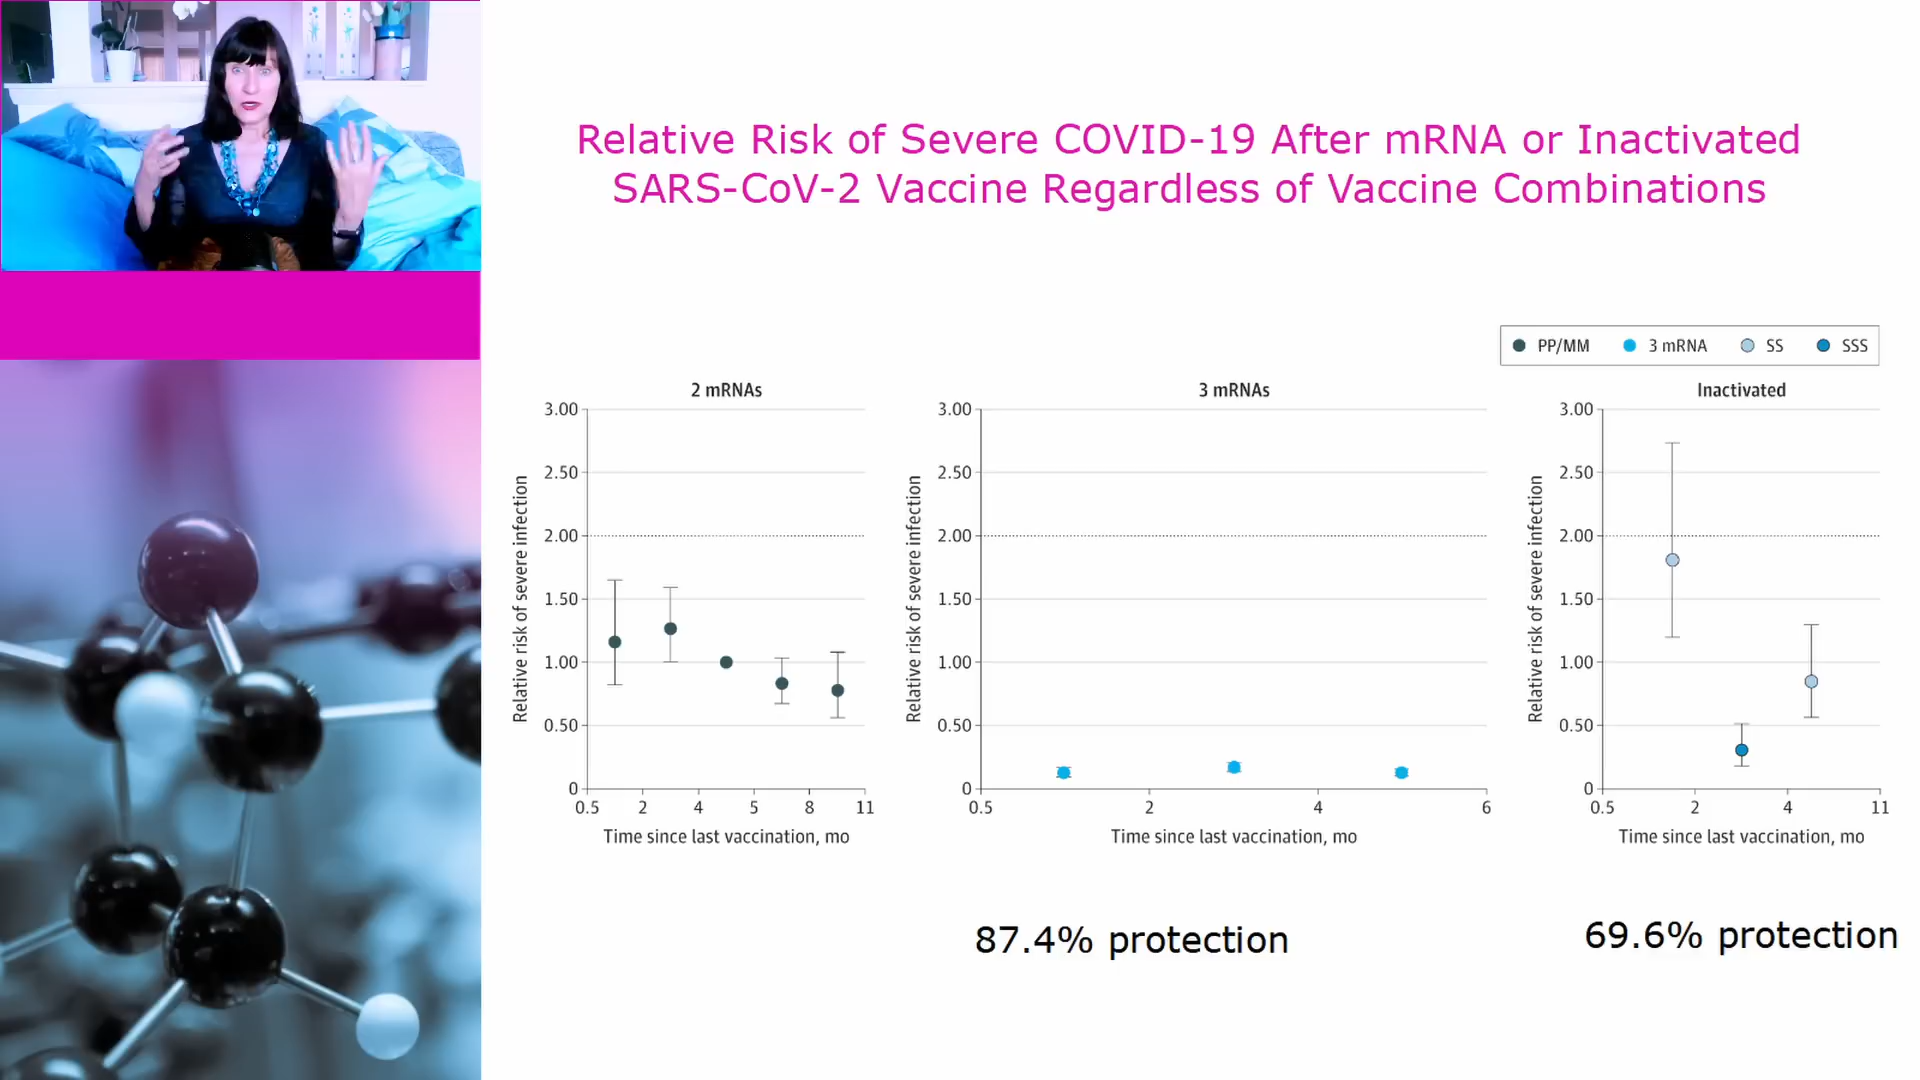 Relative Risk of Severe COVID-19 After mRNA or Inactivated
SARS-CoV-2 Vaccine Regardless of Vaccine Combinations
PP/MM 3 mRNA SS SSS
2 mRNAs
3.00
2.50
2.00
1.50
1.00
0.50
0
Relative risk of severe infection
0.5 2 4 5 8 11
Time since last vaccination, mo
3 mRNAs
3.00
2.50
2.00
1.50
1.00
0.50
0
Relative risk of severe infection
0.5 2 4 6
Time since last vaccination, mo
Inactivated
3.00
2.50
2.00
1.50
1.00
0.50
0
Relative risk of severe infection
0.5 2 4 11
Time since last vaccination, mo
87.4% protection
69.6% protection